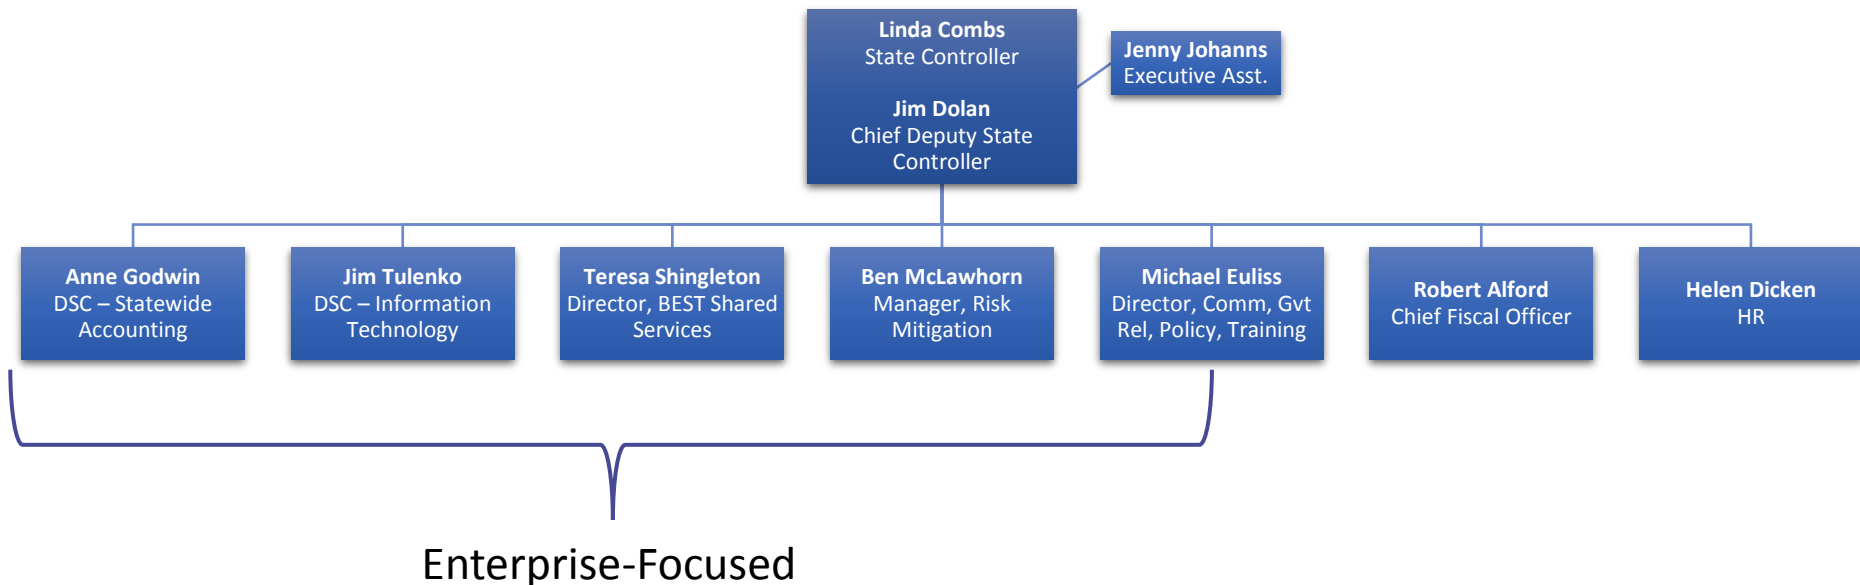 Linda Combs
State Controller
Jim Dolan
Chief Deputy State
Controller
Jenny Johanns
Executive Asst.
Anne Godwin
DSC – Statewide
Accounting
Jim Tulenko
DSC – Information
Technology
Teresa Shingleton
Director, BEST Shared
Services
Ben McLawhorn
Manager, Risk
Mitigation
Michael Euliss
Director, Comm, Gvt
Rel, Policy, Training
Robert Alford
Chief Fiscal Officer
Helen Dicken
HR
Enterprise-Focused